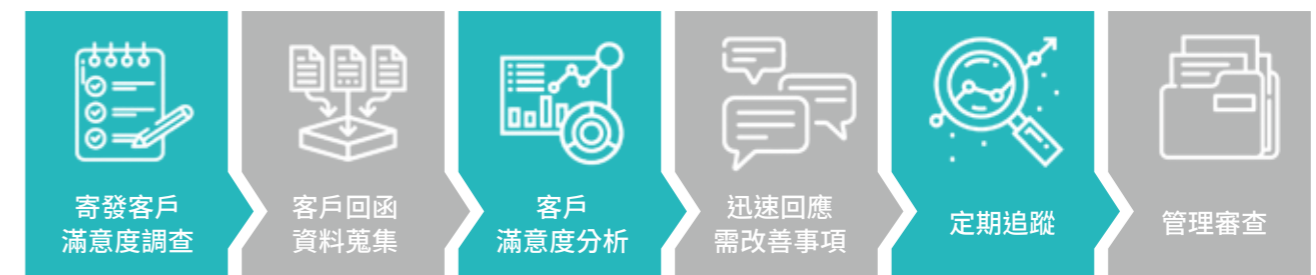 寄發客戶
滿意度調查
客戶回函
資料蒐集
客戶
滿意度分析
迅速回應
需改善事項
定期追蹤
管理審查